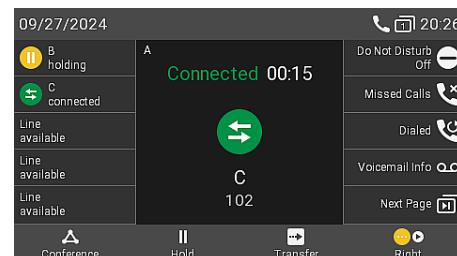 09/27/2024
1
20:26
B
holding
C
connected
Line
available
Line
available
Line
available
A
Connected 00:15
C
102
Do Not Disturb
Off
Missed Calls
Dialed
Voicemail Info
Next Page
Conference
Hold
Transfer
Right